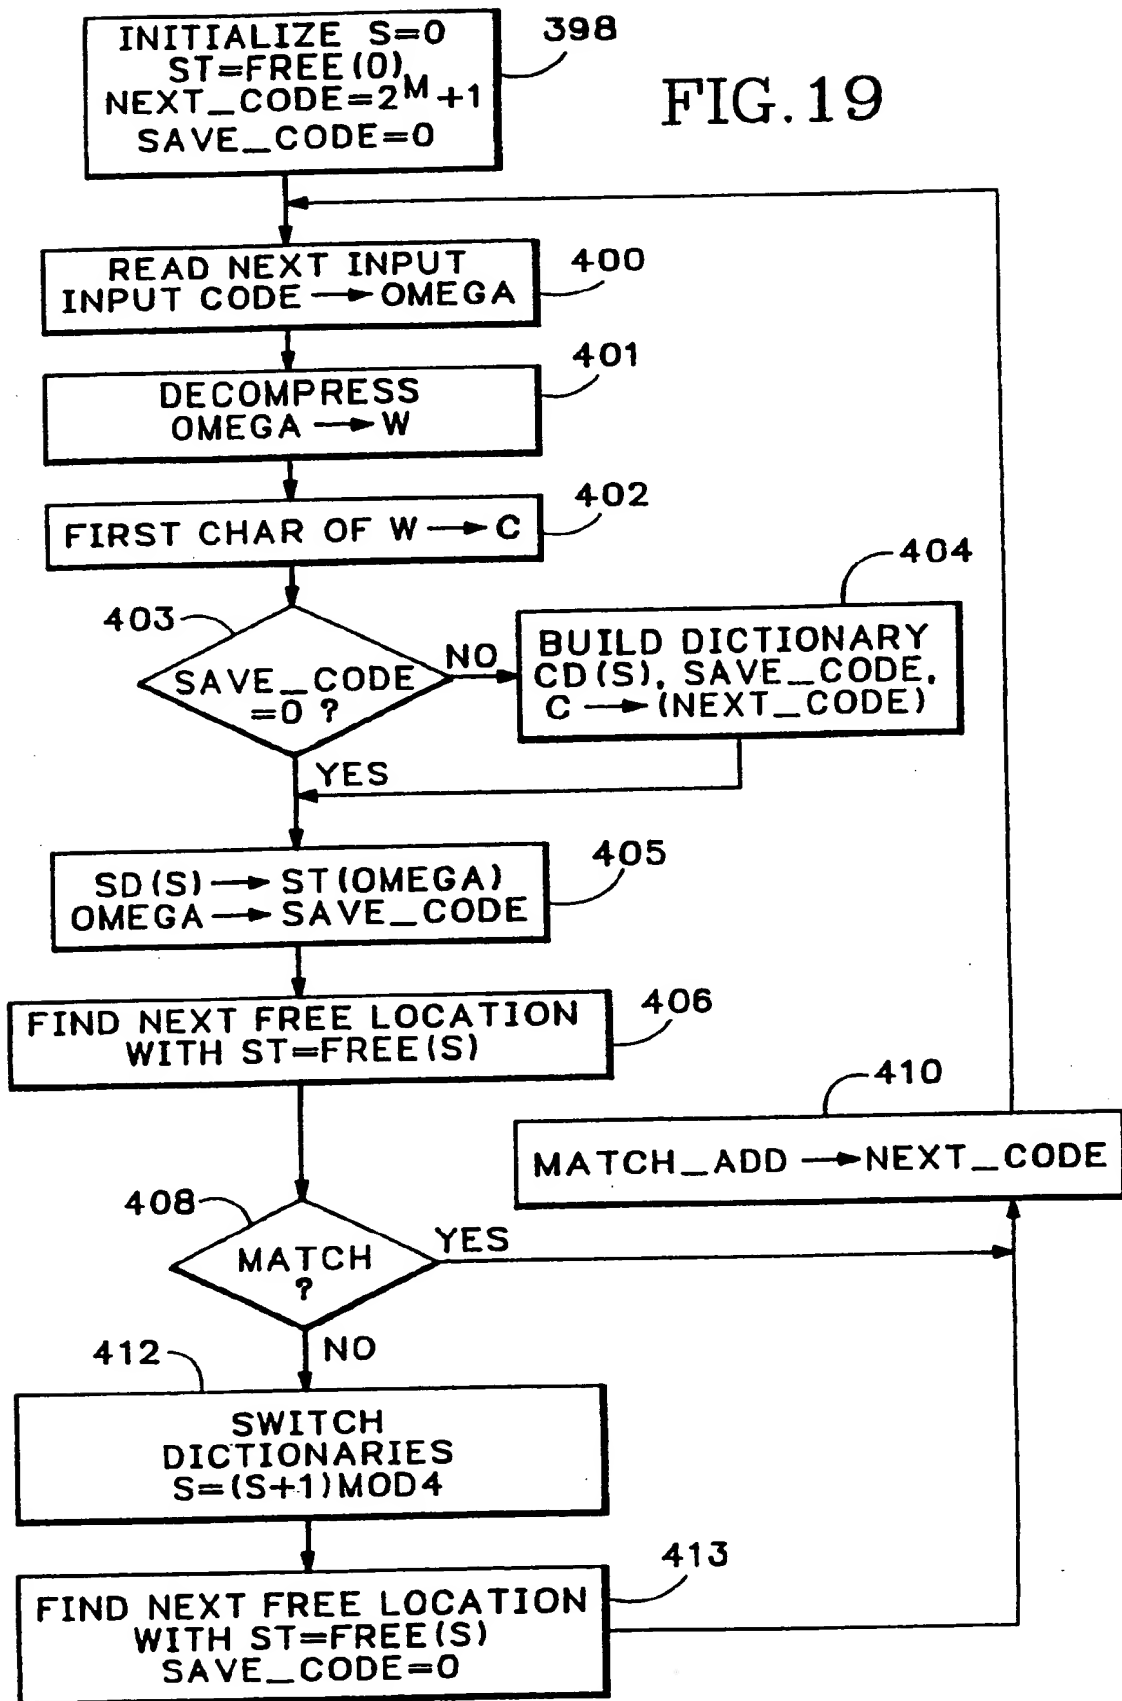 INITIALIZE S=0
ST=FREE(0)
NEXT_CODE=2^M+1
SAVE_CODE=0
398
FIG.19
READ NEXT INPUT
INPUT CODE → OMEGA
400
DECOMPRESS
OMEGA → W
401
FIRST CHAR OF W → C
402
403
SAVE_CODE
=0 ?
NO
404
BUILD DICTIONARY
CD(S), SAVE_CODE,
C → (NEXT_CODE)
YES
SD(S) → ST(OMEGA)
OMEGA → SAVE_CODE
405
FIND NEXT FREE LOCATION
WITH ST=FREE(S)
406
410
MATCH_ADD → NEXT_CODE
408
MATCH
?
YES
NO
412
SWITCH
DICTIONARIES
S=(S+1)MOD4
413
FIND NEXT FREE LOCATION
WITH ST=FREE(S)
SAVE_CODE=0